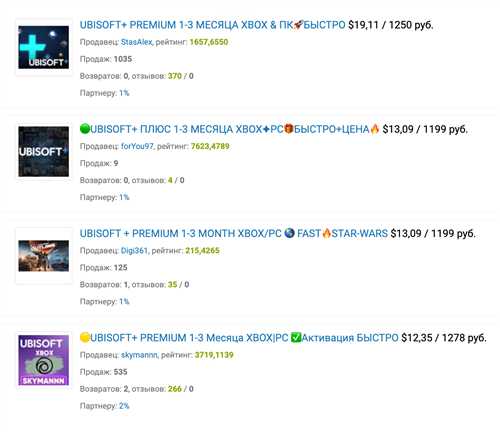 UBISOFT+ PREMIUM 1-3 МЕСЯЦА XBOX & ПК🚀БЫСТРО $19,11 / 1250 руб.
UBISOFT
Продавец: StasAlex, рейтинг: 1657,6550
Продаж: 1035
Возвратов: 0, отзывов: 370 / 0
Партнеру: 1%
🟢UBISOFT+ ПЛЮС 1-3 МЕСЯЦА XBOX✦PC🎁БЫСТРО+ЦЕНА🔥 $13,09 / 1199 руб.
UBISOFT+
Продавец: forYou97, рейтинг: 7623,4789
Продаж: 9
Возвратов: 0, отзывов: 4 / 0
Партнеру: 1%
UBISOFT + PREMIUM 1-3 MONTH XBOX/PC 🌎 FAST🔥STAR-WARS $13,09 / 1199 руб.
Продавец: Digi361, рейтинг: 215,4265
Продаж: 125
Возвратов: 1, отзывов: 35 / 0
Партнеру: 1%
🟡UBISOFT+ PREMIUM 1-3 Месяца XBOX|PC ✅Активация БЫСТРО $12,35 / 1278 руб.
UBISOFT
XBOX
SKYMANNN
Продавец: skymannn, рейтинг: 3719,1139
Продаж: 535
Возвратов: 2, отзывов: 266 / 0
Партнеру: 2%